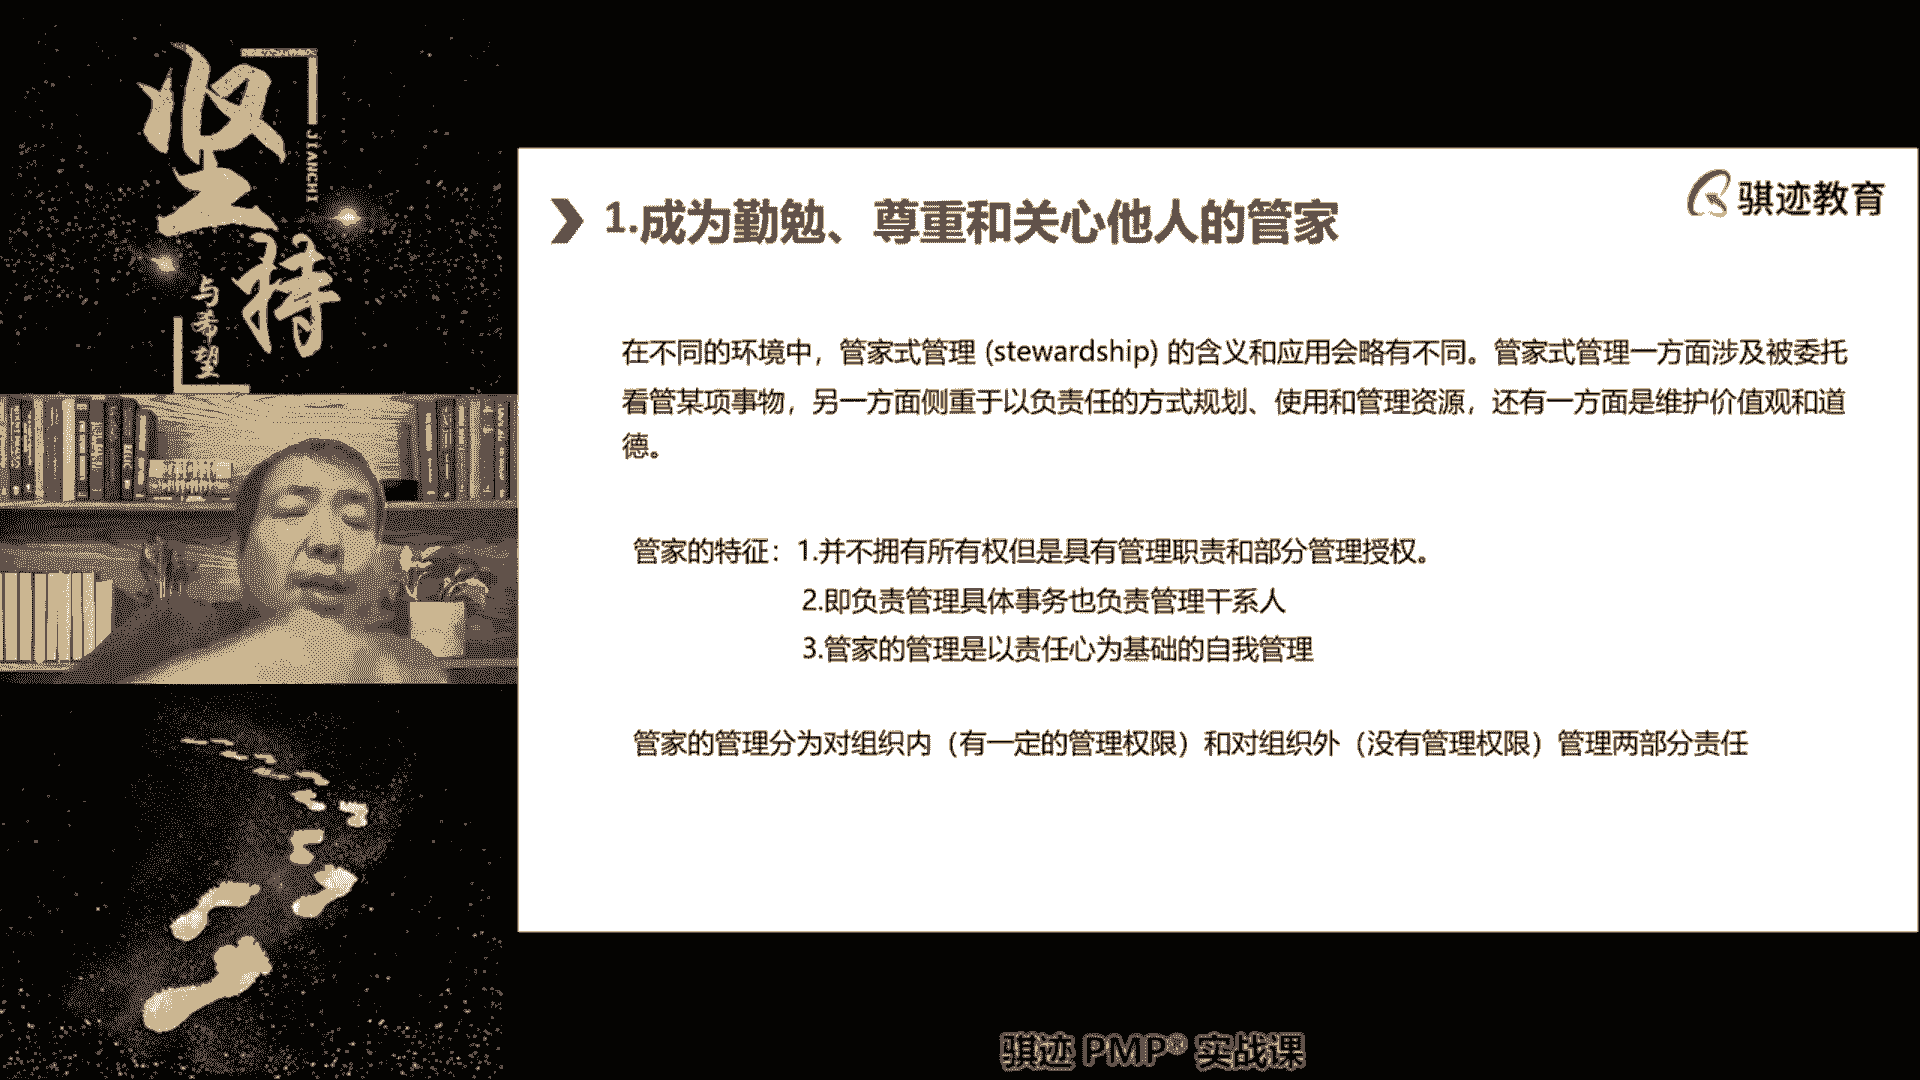 坚持
JIANCHI
与希望
骐迹教育
1.成为勤勉、尊重和关心他人的管家
在不同的环境中，管家式管理 (stewardship) 的含义和应用会略有不同。管家式管理一方面涉及被委托
看管某项事物，另一方面侧重于以负责任的方式规划、使用和管理资源，还有一方面是维护价值观和道
德。
管家的特征：1.并不拥有所有权但是具有管理职责和部分管理授权。
2.即负责管理具体事务也负责管理干系人
3.管家的管理是以责任心为基础的自我管理
管家的管理分为对组织内（有一定的管理权限）和对组织外（没有管理权限）管理两部分责任
骐迹 PMP® 实战课